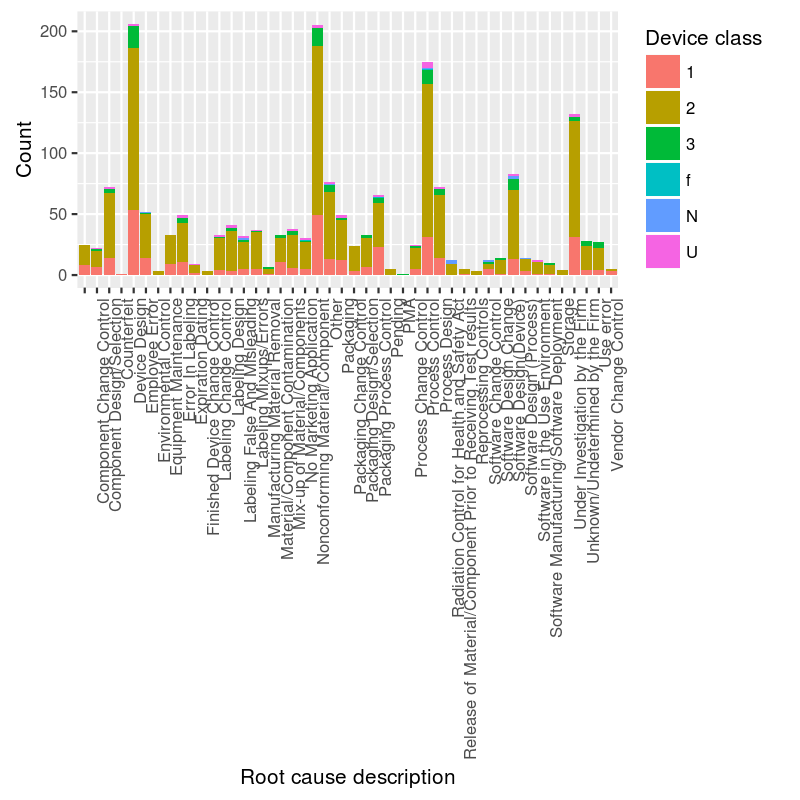 Device class
1
2
3
f
N
U
Count
200
150
100
50
0
Component Change Control
Component Design/Selection
Counterfeit
Device Design
Employee Error
Environmental Control
Equipment Maintenance
Error In Labeling
Expiration Dating
Finished Device Change Control
Labeling Change Control
Labeling Design
Labeling False And Misleading
Labeling Mixups/Errors
Manufacturing Material Removal
Material/Component Contamination
Mix-up of Material/Components
No Marketing Application
Nonconforming Material/Component
Other
Packaging
Packaging Change Control
Packaging Design/Selection
Packaging Process Control
Pending
PMA
Process Change Control
Process Control
Process Design
Radiation Control for Health and Safety Act
Release of Material/Component Prior to Receiving Test results
Reprocessing Controls
Software Change Control
Software Design Change
Software Design(Device)
Software Design (Process)
Software in the Use Environment
Software Manufacturing/Software Deployment
Storage
Under Investigation by the Firm
Unknown/Undetermined by the Firm
Use error
Vendor Change Control
Root cause description